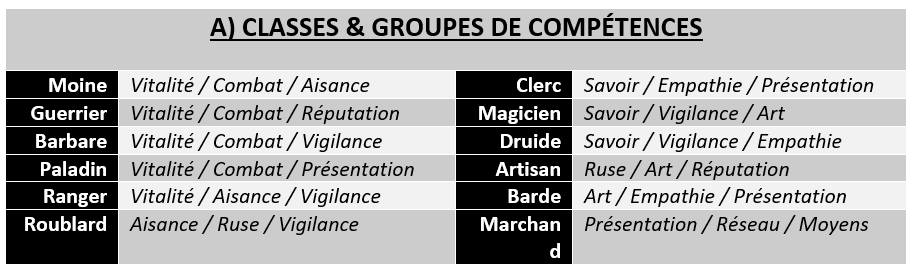 A) CLASSES & GROUPES DE COMPÉTENCES
Moine Vitalité / Combat / Aisance Clerc Savoir / Empathie / Présentation
Guerrier Vitalité / Combat / Réputation Magicien Savoir / Vigilance / Art
Barbare Vitalité / Combat / Vigilance Druide Savoir / Vigilance / Empathie
Paladin Vitalité / Combat / Présentation Artisan Ruse / Art / Réputation
Ranger Vitalité / Aisance / Vigilance Barde Art / Empathie / Présentation
Roublard Aisance / Ruse / Vigilance Marchan Présentation / Réseau / Moyens
d